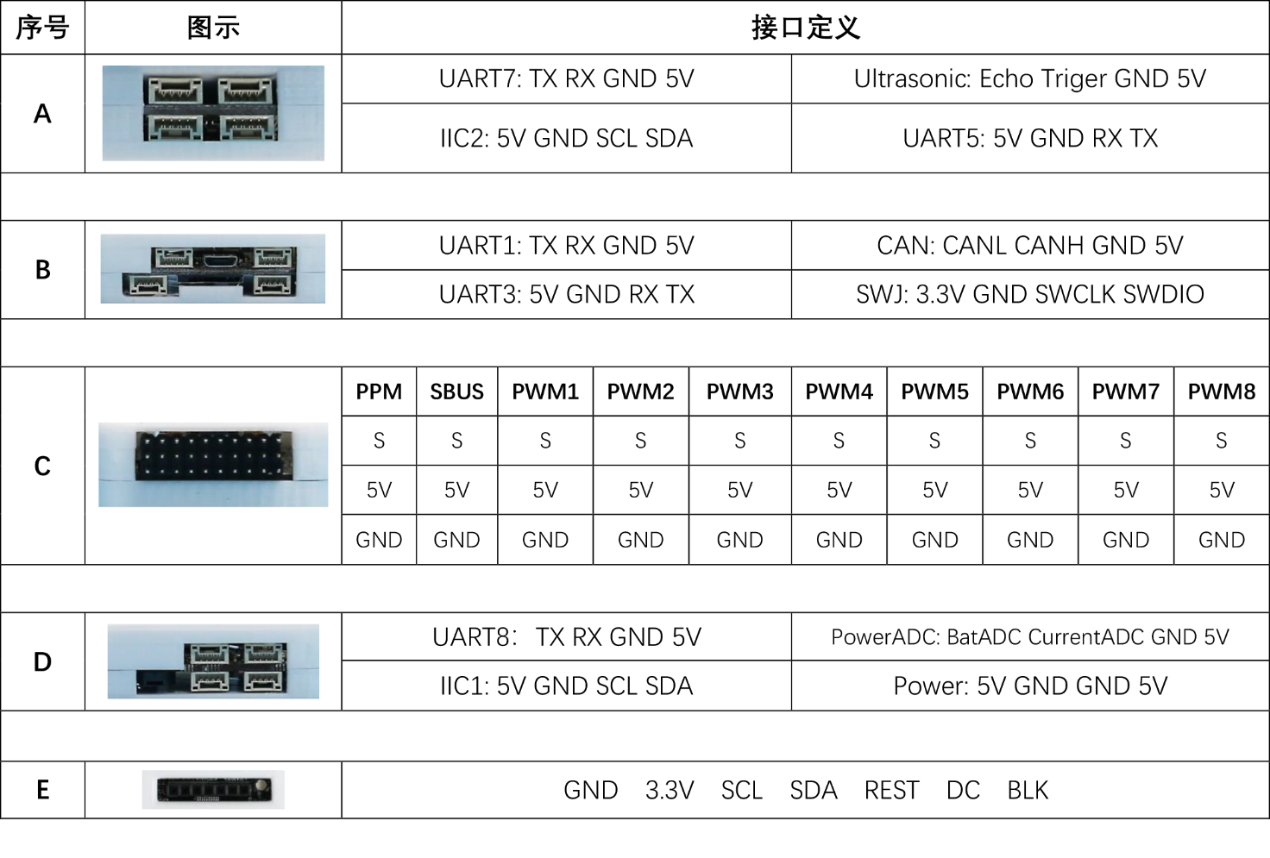 序号 图示 接口定义
A
UART7: TX RX GND 5V Ultrasonic: Echo Triger GND 5V
IIC2: 5V GND SCL SDA UART5: 5V GND RX TX
B
UART1: TX RX GND 5V CAN: CANL CANH GND 5V
UART3: 5V GND RX TX SWJ: 3.3V GND SWCLK SWDIO
C
PPM SBUS PWM1 PWM2 PWM3 PWM4 PWM5 PWM6 PWM7 PWM8
S S S S S S S S S S
5V 5V 5V 5V 5V 5V 5V 5V 5V 5V
GND GND GND GND GND GND GND GND GND GND
D
UART8： TX RX GND 5V PowerADC: BatADC CurrentADC GND 5V
IIC1: 5V GND SCL SDA Power: 5V GND GND 5V
E GND 3.3V SCL SDA REST DC BLK